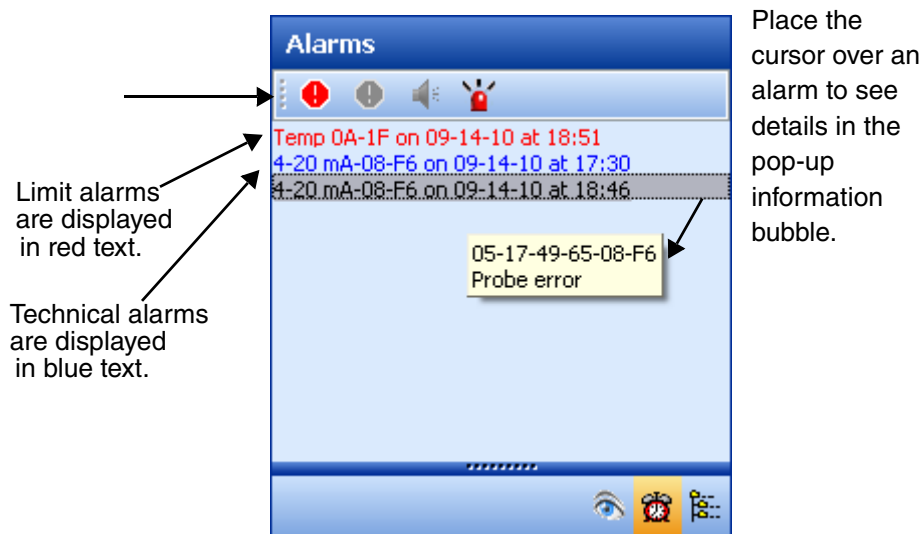 Alarms
Temp 0A-1F on 09-14-10 at 18:51
4-20 mA-08-F6 on 09-14-10 at 17:30
4-20 mA-08-F6 on 09-14-10 at 18:46
05-17-49-65-08-F6
Probe error
Limit alarms
are displayed
in red text.
Technical alarms
are displayed
in blue text.
Place the
cursor over an
alarm to see
details in the
pop-up
information
bubble.